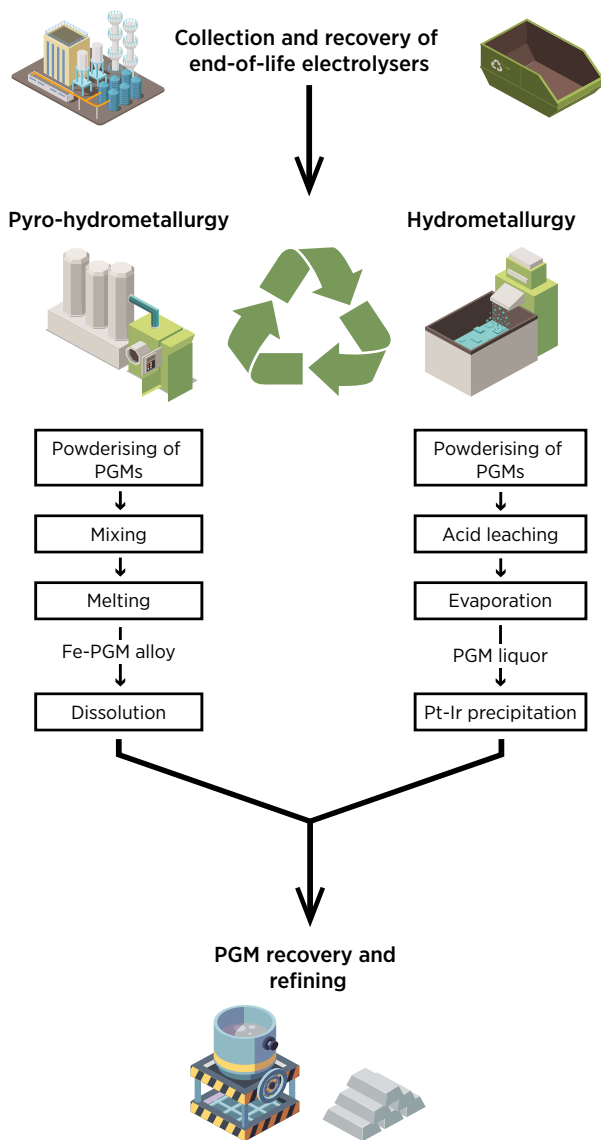 Collection and recovery of
end-of-life electrolysers
Pyro-hydrometallurgy
Hydrometallurgy
Powderising of
PGMs
Mixing
Melting
Fe-PGM alloy
Dissolution
Powderising of
PGMs
Acid leaching
Evaporation
PGM liquor
Pt-Ir precipitation
PGM recovery and
refining